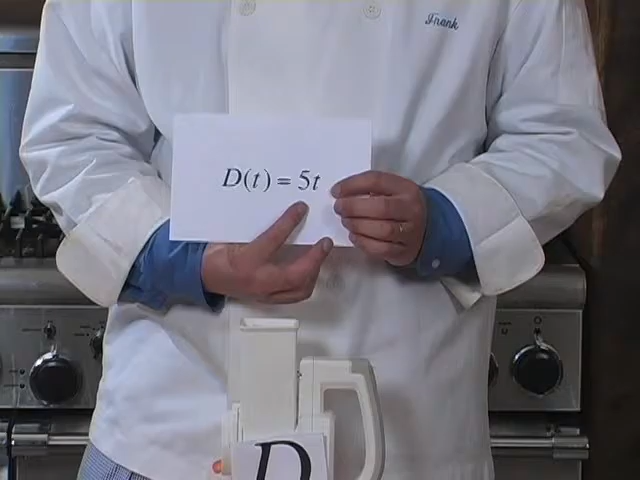 Frank
D(t) = 5t
D